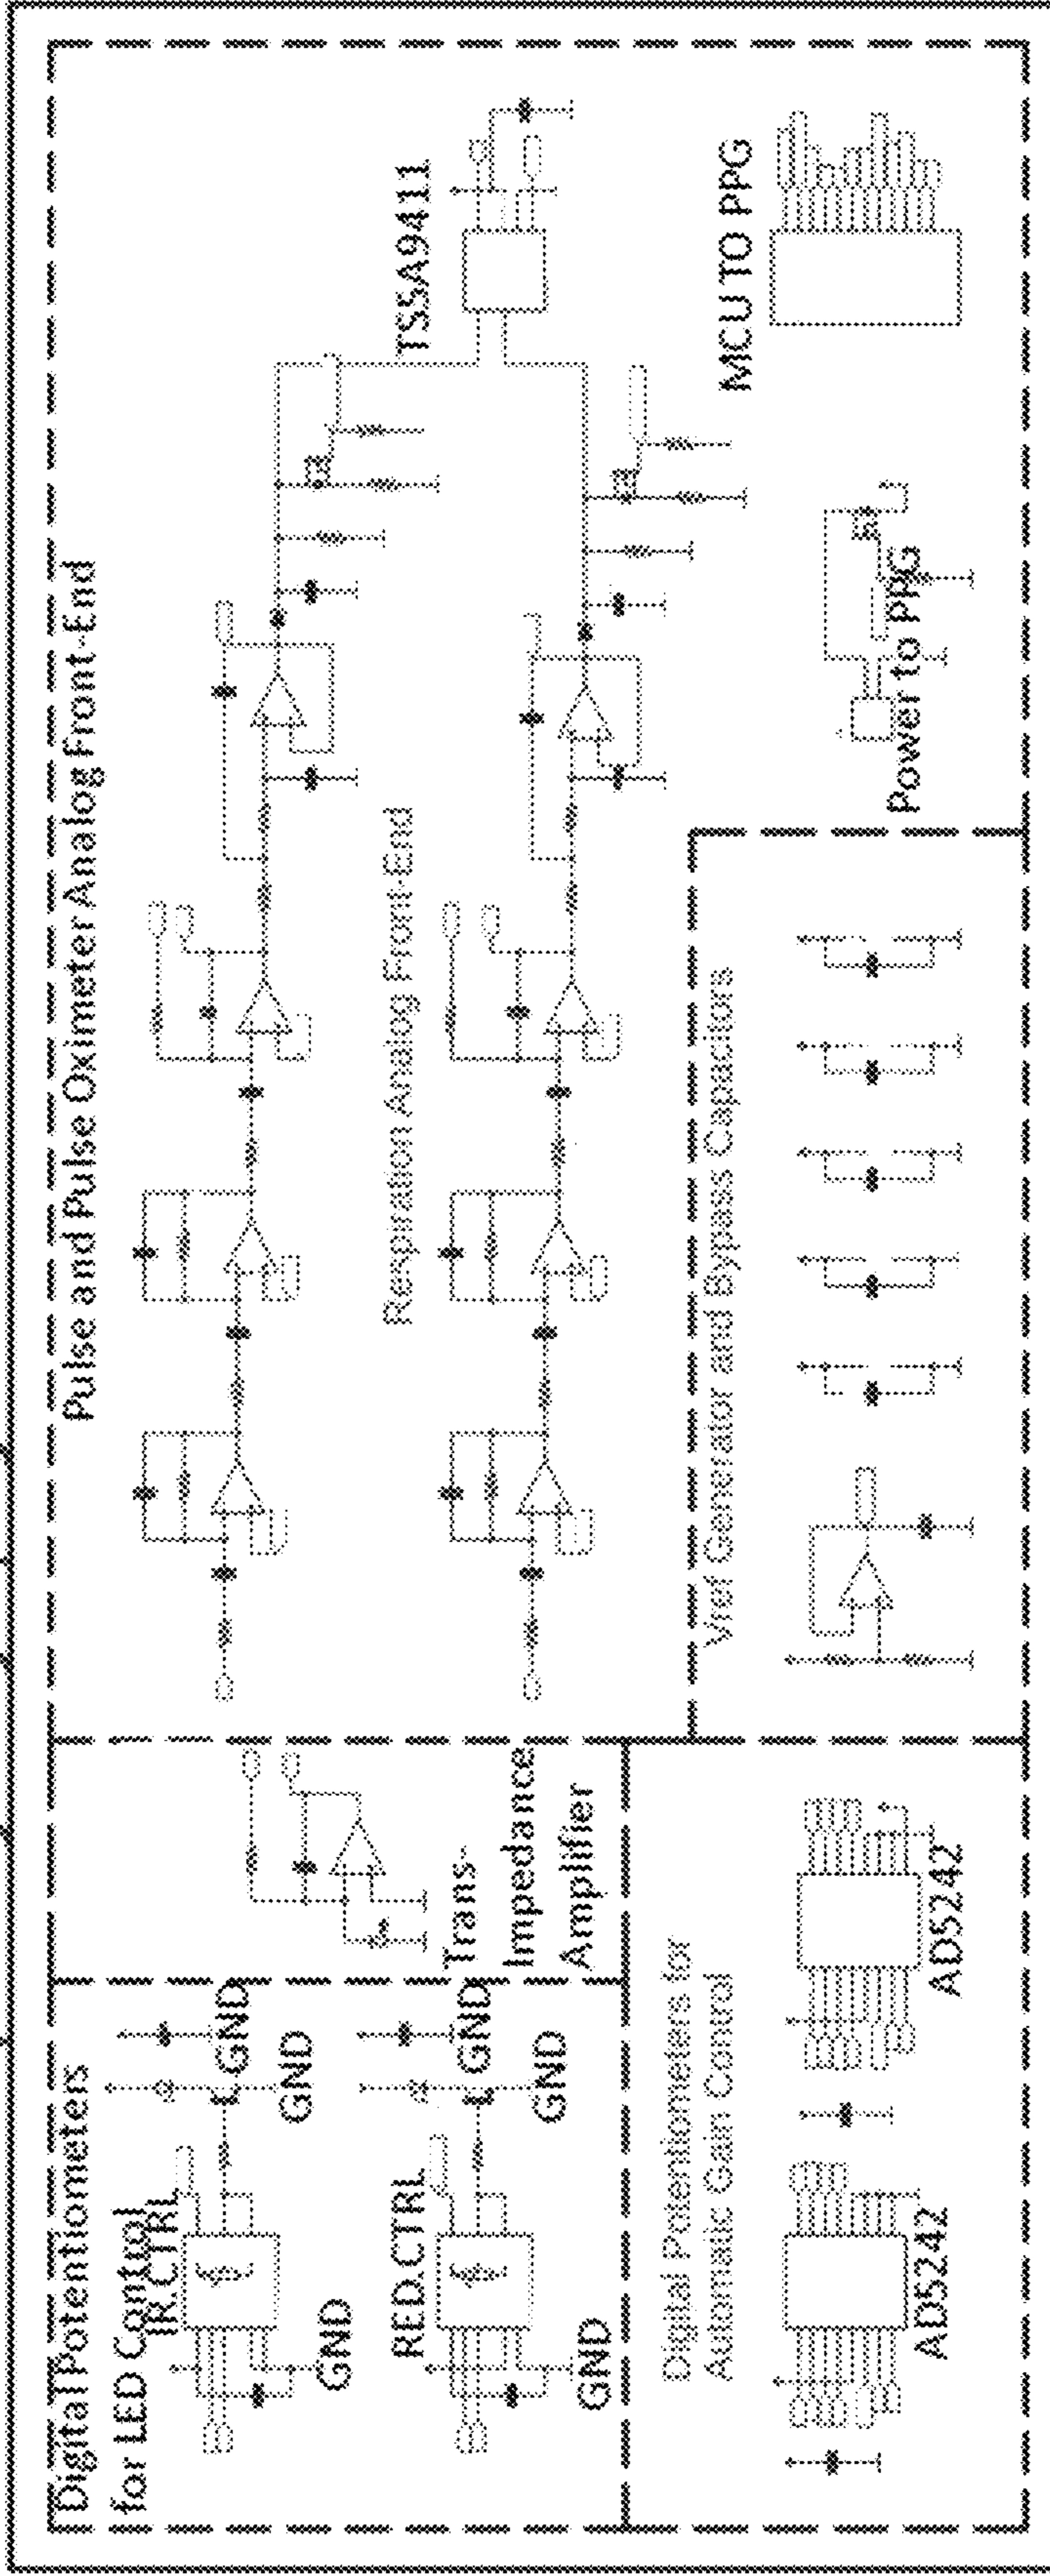 Digital Potentiometers
for LED Control
IR.CTRL
GND
GND
GND
RED.CTRL
GND
GND
GND
Trans-
Impedance
Amplifier
Pulse and Pulse Oximeter Analog Front-End
Respiration Analog Front-End
TS5A9411
MCU TO PPG
Power to PPG
Vref Generator and Bypass Capacitors
Digital Potentiometers for
Automatic Gain Control
AD5242
AD5242